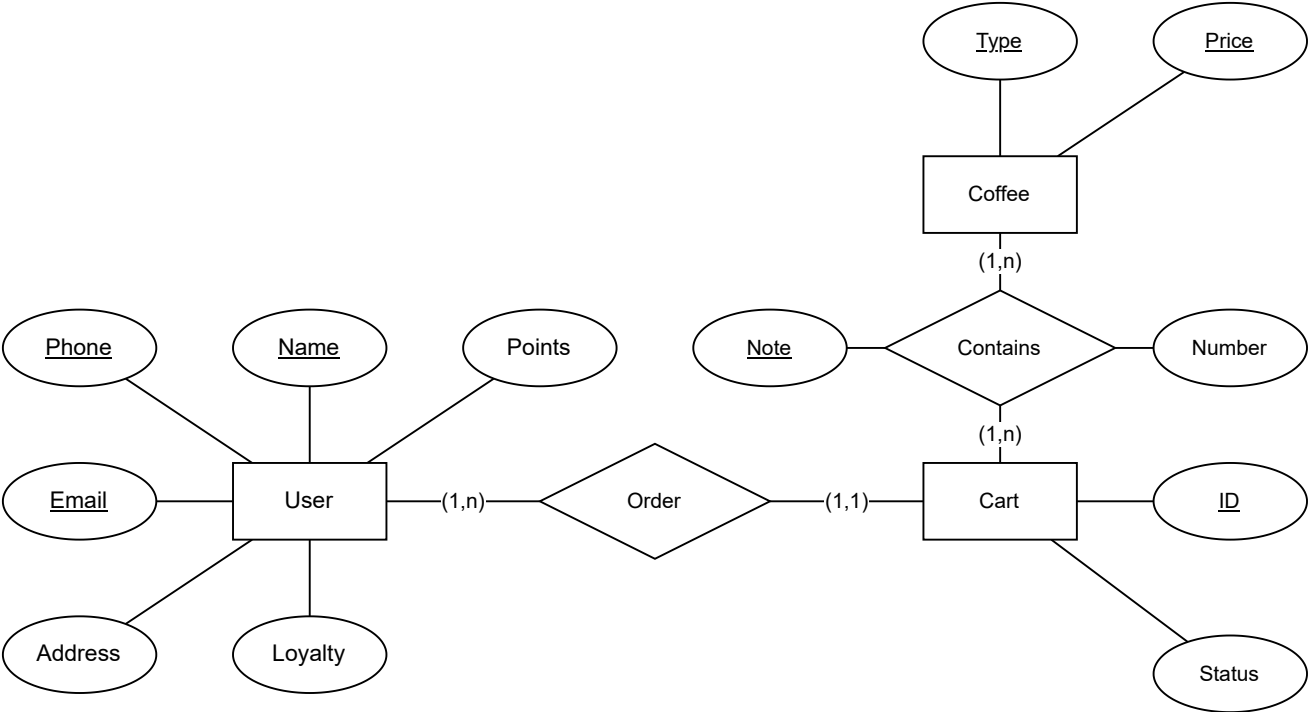 Type
Price
Coffee
(1,n)
Phone
Name
Points
Note
Contains
Number
(1,n)
Email
User
(1,n)
Order
(1,1)
Cart
ID
Address
Loyalty
Status